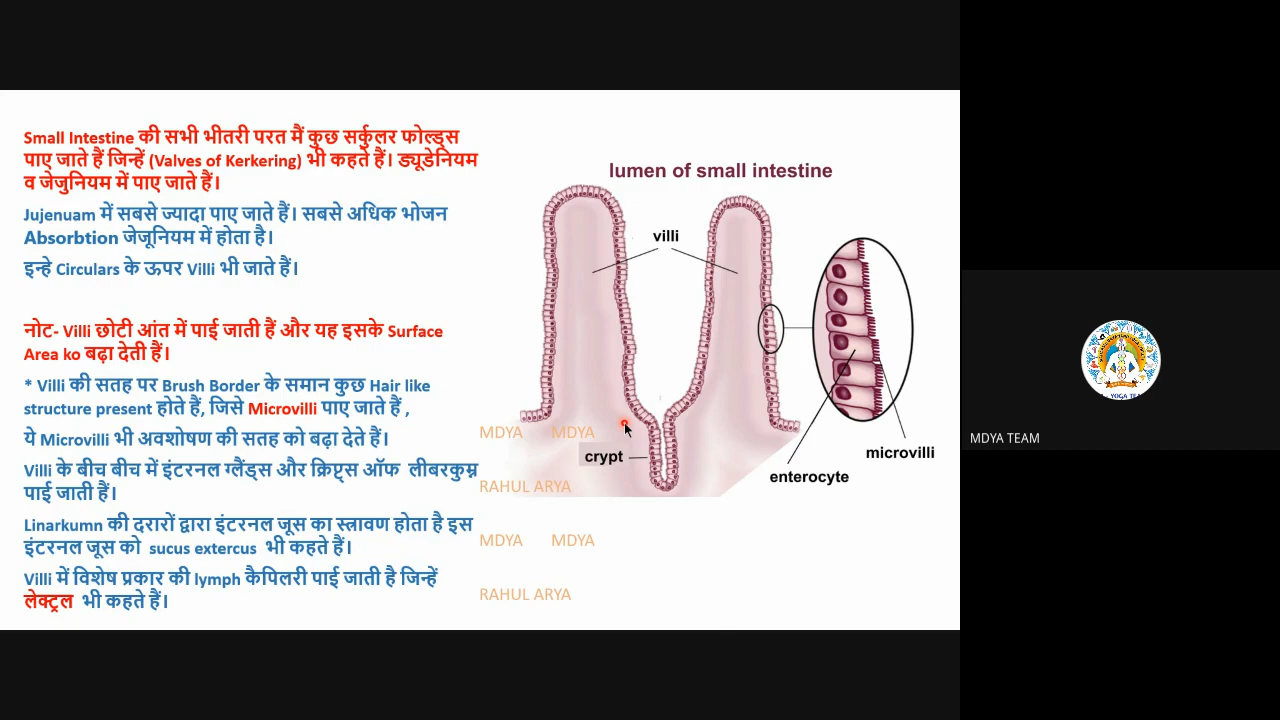 Small Intestine की सभी भीतरी परत मैं कुछ सर्कुलर फोल्ड्स
पाए जाते हैं जिन्हें (Valves of Kerkering) भी कहते हैं। ड्यूडेनियम
व जेजुनियम में पाए जाते हैं।
Jujenuam में सबसे ज्यादा पाए जाते हैं। सबसे अधिक भोजन
Absorbtion जेजूनियम में होता है।
इन्हे Circulars के ऊपर Villi भी जाते हैं।
नोट- Villi छोटी आंत में पाई जाती हैं और यह इसके Surface
Area ko बढ़ा देती हैं।
* Villi की सतह पर Brush Border के समान कुछ Hair like
structure present होते हैं, जिसे Microvilli पाए जाते हैं ,
ये Microvilli भी अवशोषण की सतह को बढ़ा देते हैं।
Villi के बीच बीच में इंटरनल ग्लैंड्स और क्रिप्ट्स ऑफ लीबरकुम्न
पाई जाती हैं।
Linarkumn की दरारों द्वारा इंटरनल जूस का स्त्रावण होता है इस
इंटरनल जूस को sucus extercus भी कहते हैं।
Villi में विशेष प्रकार की lymph कैपिलरी पाई जाती है जिन्हें
लेक्ट्रल भी कहते हैं।
lumen of small intestine
villi
crypt
enterocyte
microvilli
MDYA MDYA
RAHUL ARYA
MDYA MDYA
RAHUL ARYA
YOGA TEA
MDYA TEAM